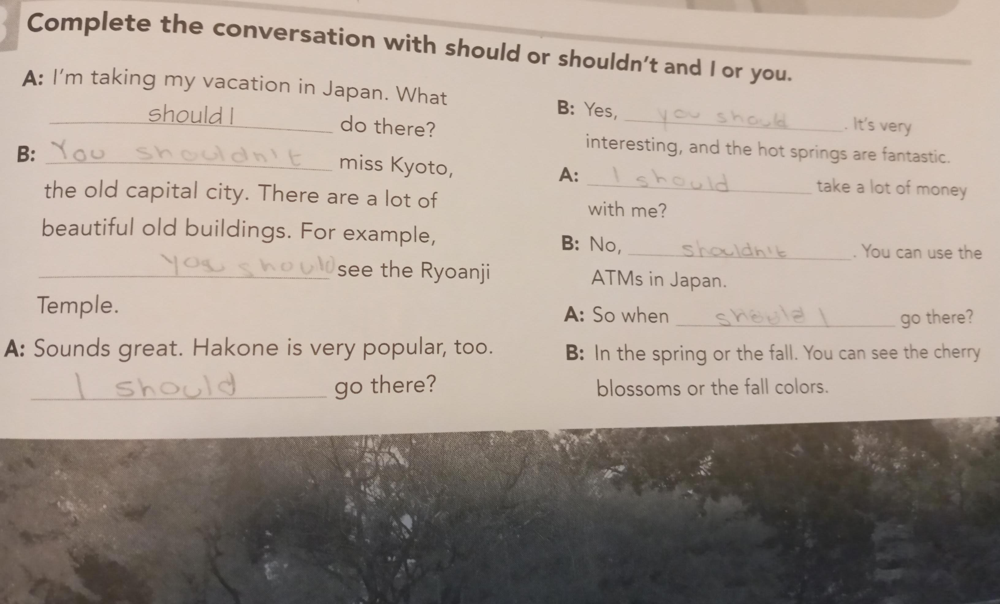 Complete the conversation with should or shouldn't and I or you.
A: I'm taking my vacation in Japan. What
should I do there?
B: You shouldn't miss Kyoto,
the old capital city. There are a lot of
beautiful old buildings. For example,
you should see the Ryoanji
Temple.
A: Sounds great. Hakone is very popular, too.
I should go there?
B: Yes, you should. It's very
interesting, and the hot springs are fantastic.
A: I should take a lot of money
with me?
B: No, shouldn't. You can use the
ATMs in Japan.
A: So when should I go there?
B: In the spring or the fall. You can see the cherry
blossoms or the fall colors.